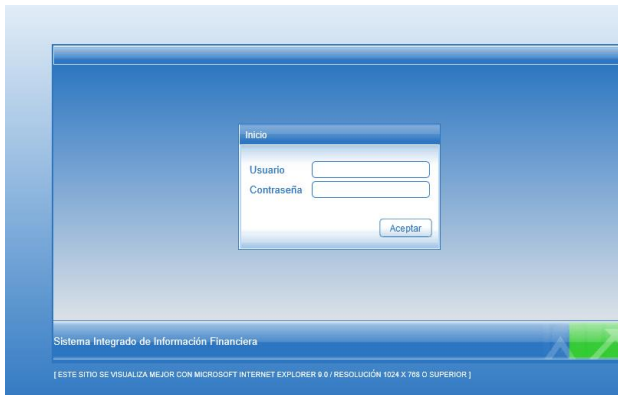 Inicio
Usuario
Contraseña
Aceptar
Sistema Integrado de Información Financiera
[ ESTE SITIO SE VISUALIZA MEJOR CON MICROSOFT INTERNET EXPLORER 9.0 / RESOLUCIÓN 1024 X 768 O SUPERIOR ]